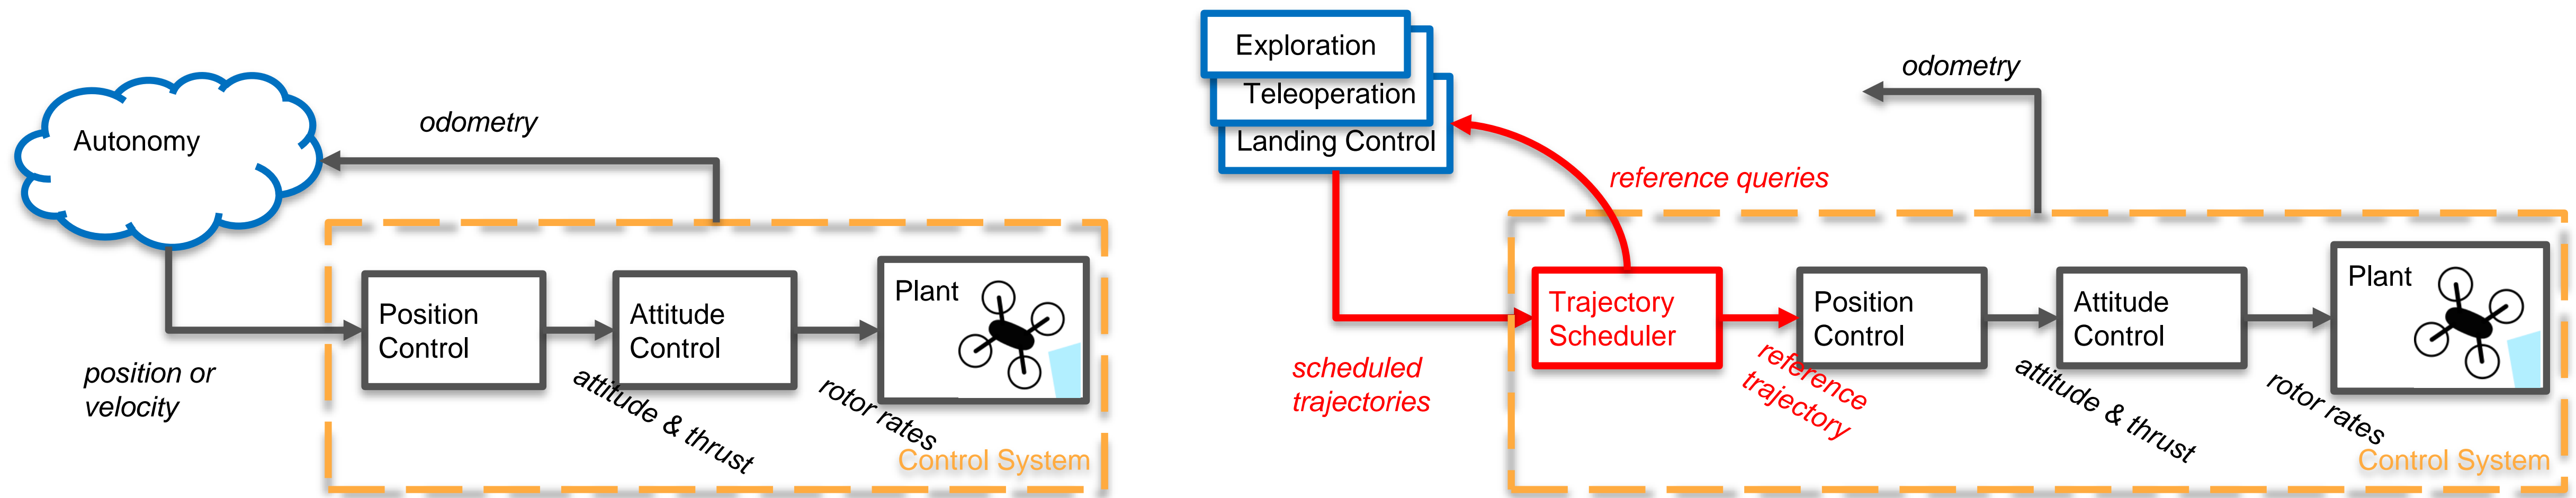 Autonomy
odometry
position or
velocity
Position
Control
attitude & thrust
Attitude
Control
rotor rates
Plant
Control System
Exploration
Teleoperation
Landing Control
odometry
reference queries
scheduled
trajectories
Trajectory
Scheduler
reference
trajectory
Position
Control
attitude & thrust
Attitude
Control
rotor rates
Plant
Control System